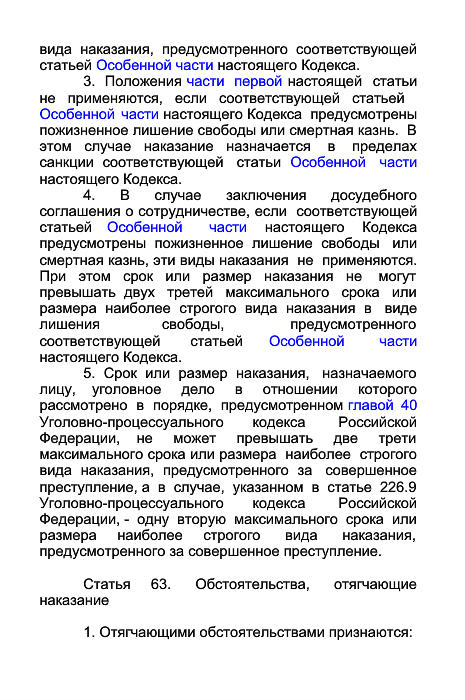 вида наказания, предусмотренного соответствующей
статьей Особенной части настоящего Кодекса.
3. Положения части первой настоящей статьи
не применяются, если соответствующей статьей
Особенной части настоящего Кодекса предусмотрены
пожизненное лишение свободы или смертная казнь. В
этом случае наказание назначается в пределах
санкции соответствующей статьи Особенной части
настоящего Кодекса.
4. В случае заключения досудебного
соглашения о сотрудничестве, если соответствующей
статьей Особенной части настоящего Кодекса
предусмотрены пожизненное лишение свободы или
смертная казнь, эти виды наказания не применяются.
При этом срок или размер наказания не могут
превышать двух третей максимального срока или
размера наиболее строгого вида наказания в виде
лишения свободы, предусмотренного
соответствующей статьей Особенной части
настоящего Кодекса.
5. Срок или размер наказания, назначаемого
лицу, уголовное дело в отношении которого
рассмотрено в порядке, предусмотренном главой 40
Уголовно-процессуального кодекса Российской
Федерации, не может превышать две трети
максимального срока или размера наиболее строгого
вида наказания, предусмотренного за совершенное
преступление, а в случае, указанном в статье 226.9
Уголовно-процессуального кодекса Российской
Федерации, - одну вторую максимального срока или
размера наиболее строгого вида наказания,
предусмотренного за совершенное преступление.
Статья 63. Обстоятельства, отягчающие
наказание
1. Отягчающими обстоятельствами признаются: